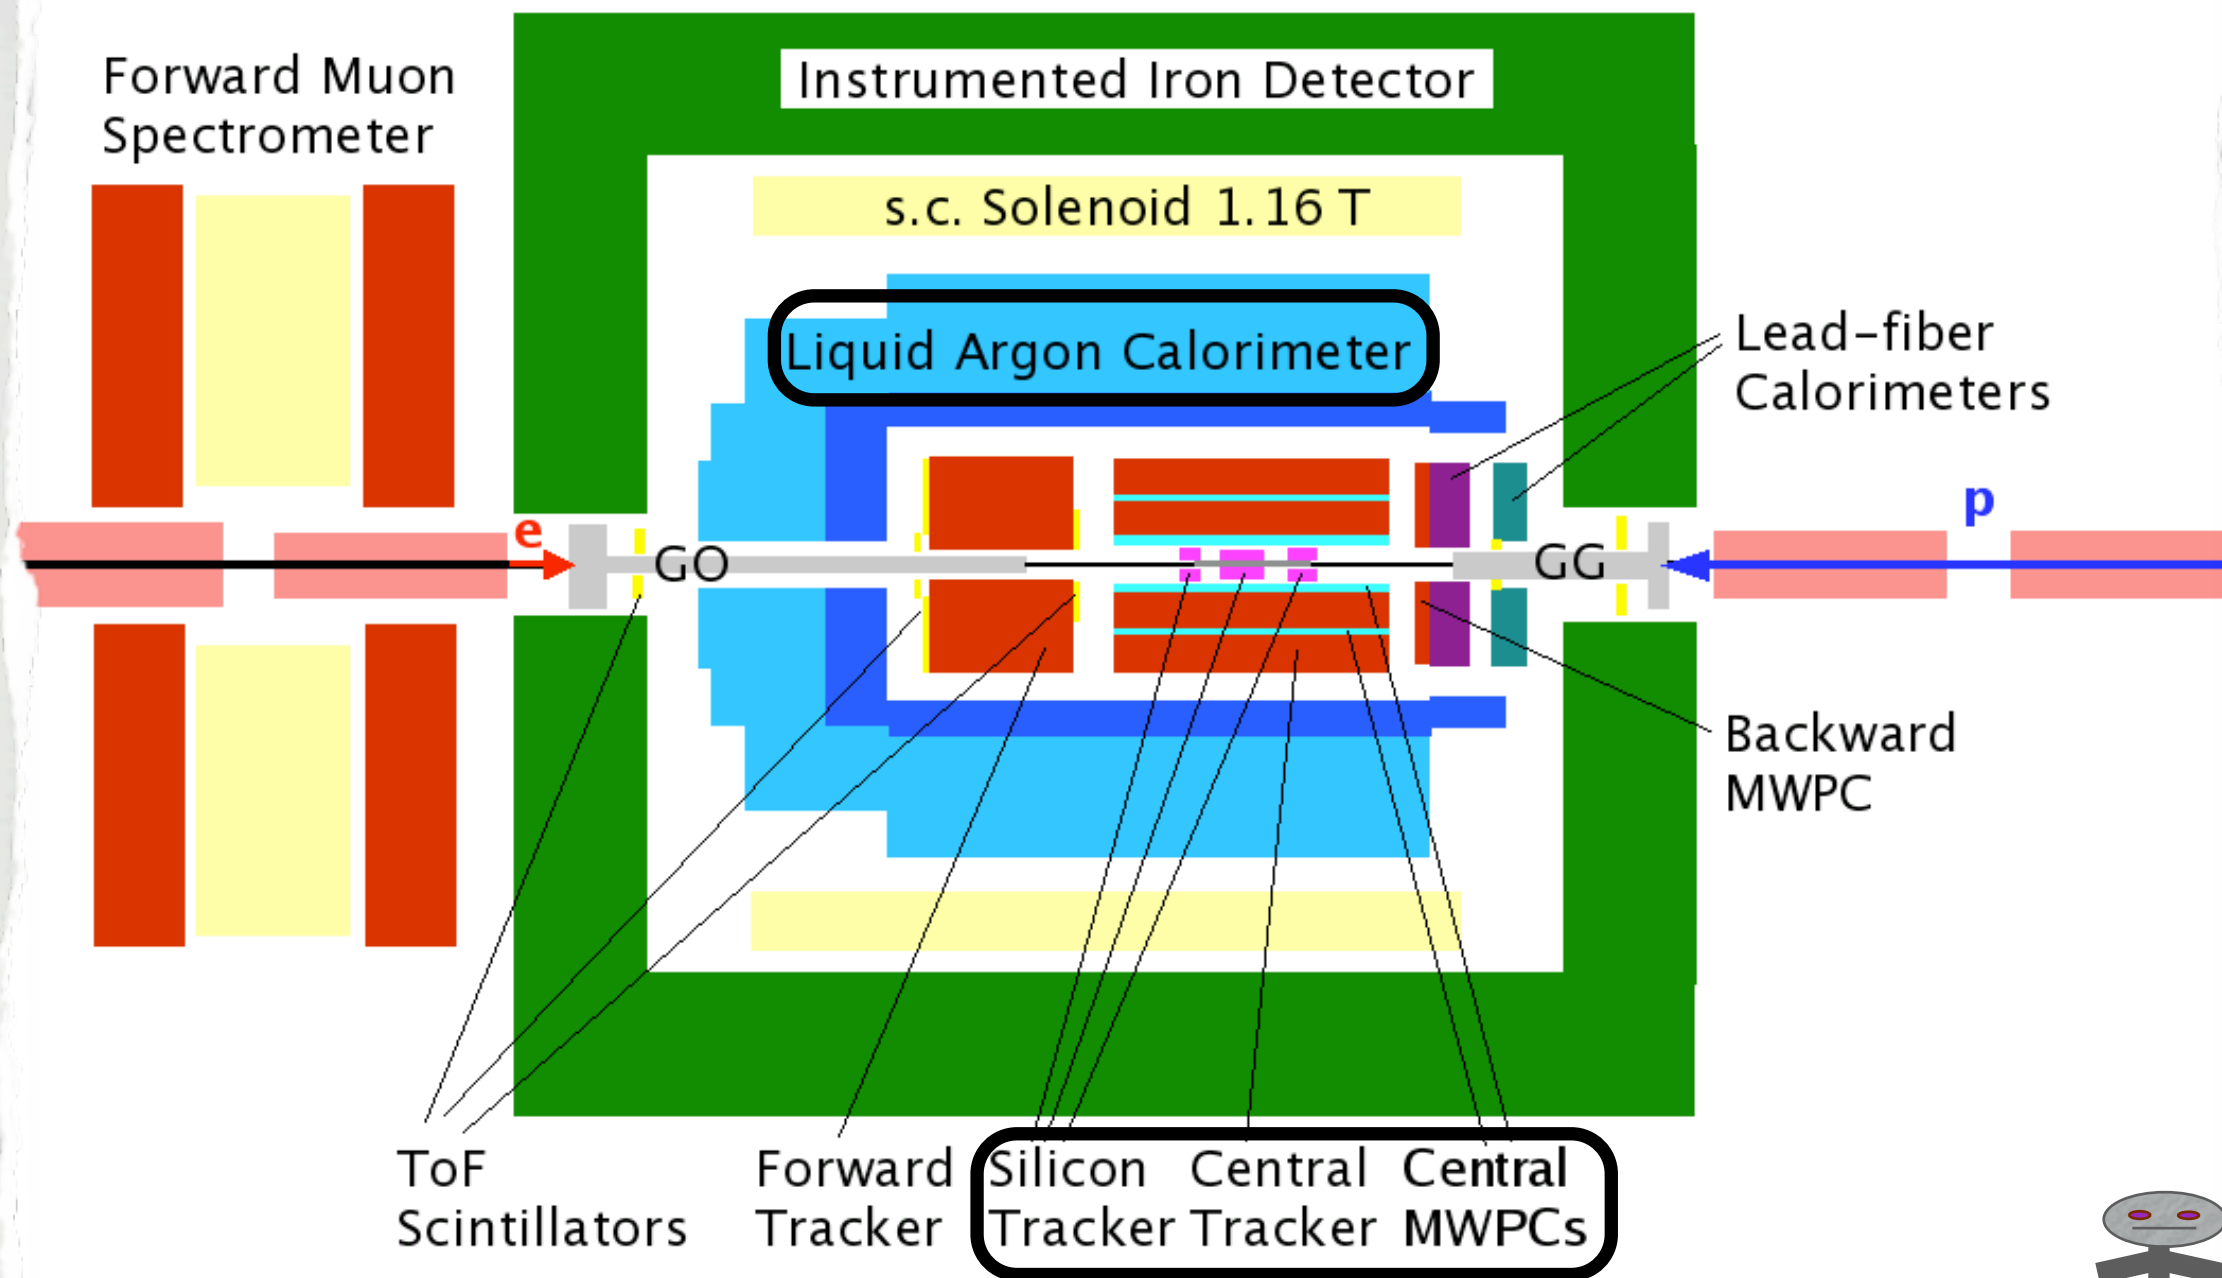 Forward Muon
Spectrometer
Instrumented Iron Detector
s.c. Solenoid 1.16 T
Liquid Argon Calorimeter
Lead-fiber
Calorimeters
e
GO
GG
p
Backward
MWPC
ToF
Scintillators
Forward
Tracker
Silicon
Tracker
Central
Tracker
Central
MWPCs